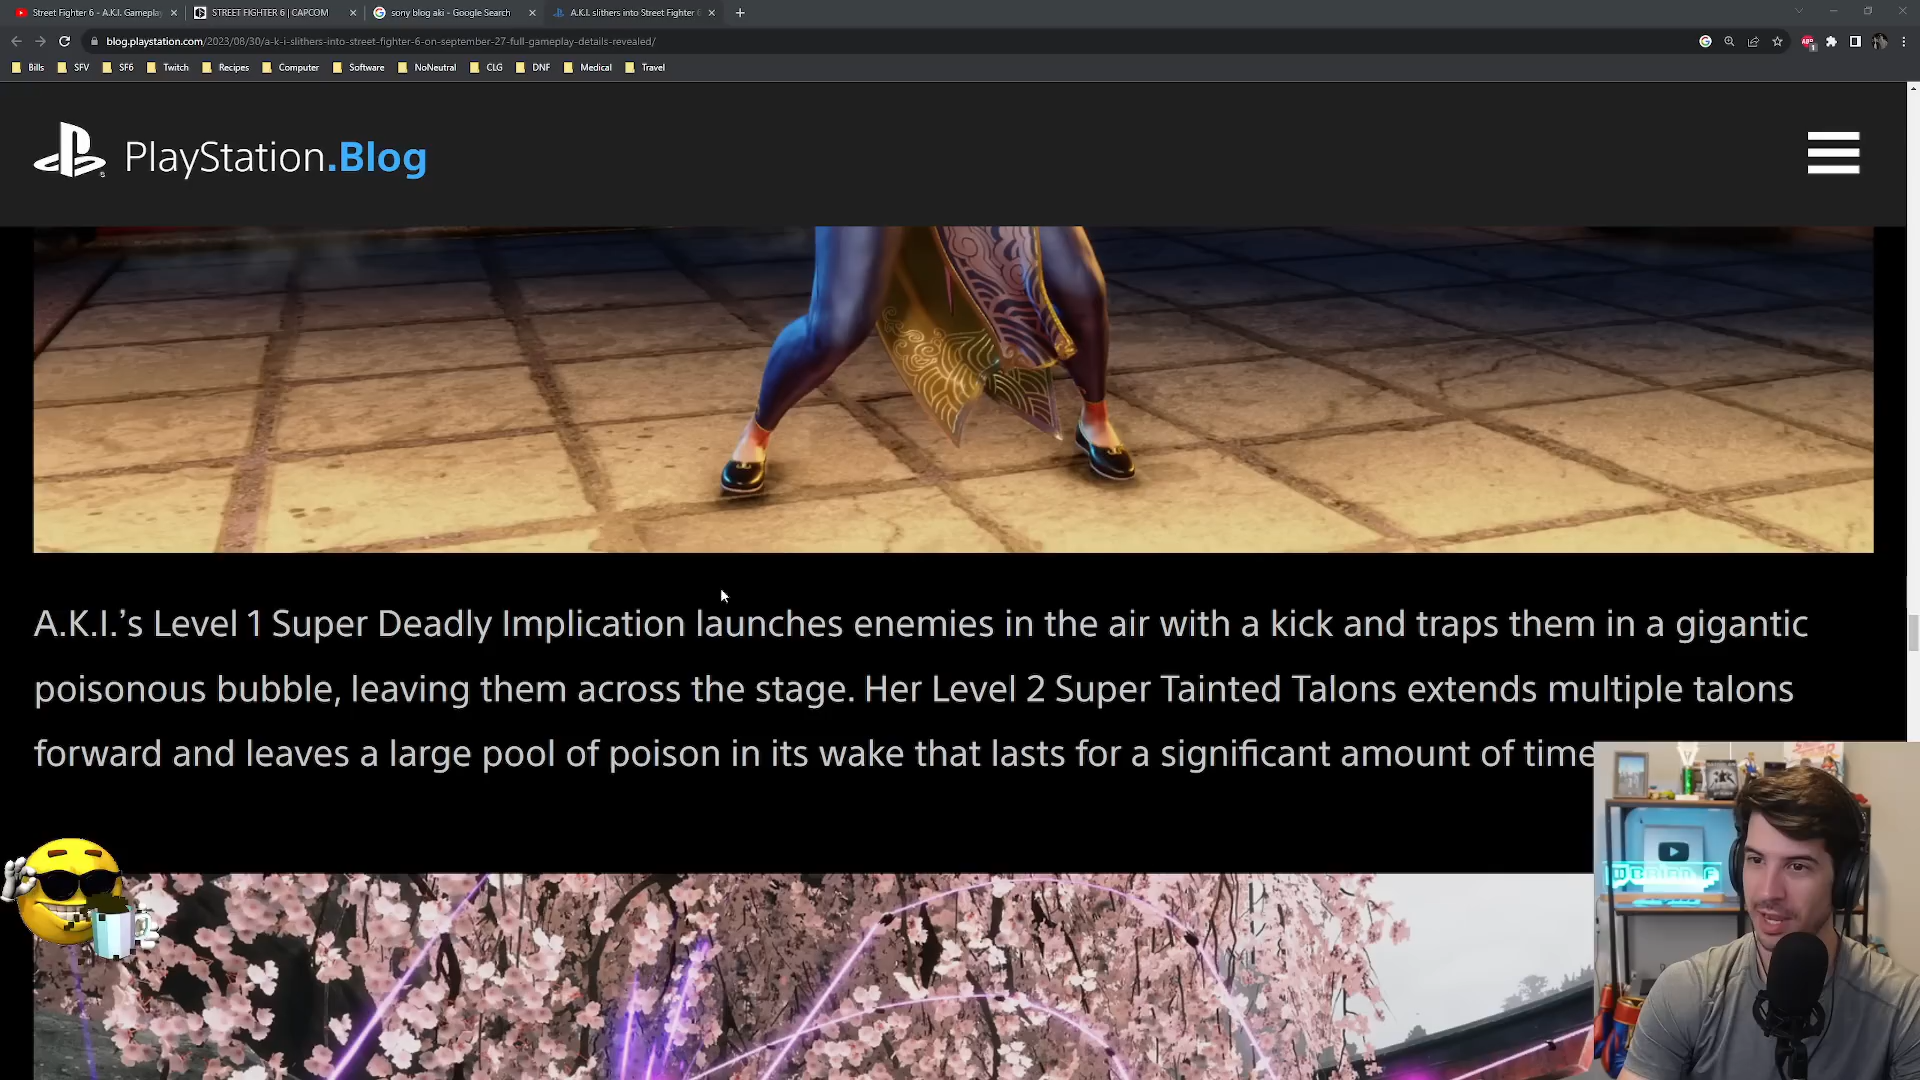 Street Fighter 6 - A.K.I. Gamepla
STREET FIGHTER 6 | CAPCOM
sony blog aki - Google Search
A.K.I. slithers into Street Fighter 6
blog.playstation.com/2023/08/30/a-k-i-slithers-into-street-fighter-6-on-september-27-full-gameplay-details-revealed/
Bills SFV SF6 Twitch Recipes Computer Software NoNeutral CLG DNF Medical Travel
PlayStation.Blog
A.K.I.’s Level 1 Super Deadly Implication launches enemies in the air with a kick and traps them in a gigantic
poisonous bubble, leaving them across the stage. Her Level 2 Super Tainted Talons extends multiple talons
forward and leaves a large pool of poison in its wake that lasts for a significant amount of time